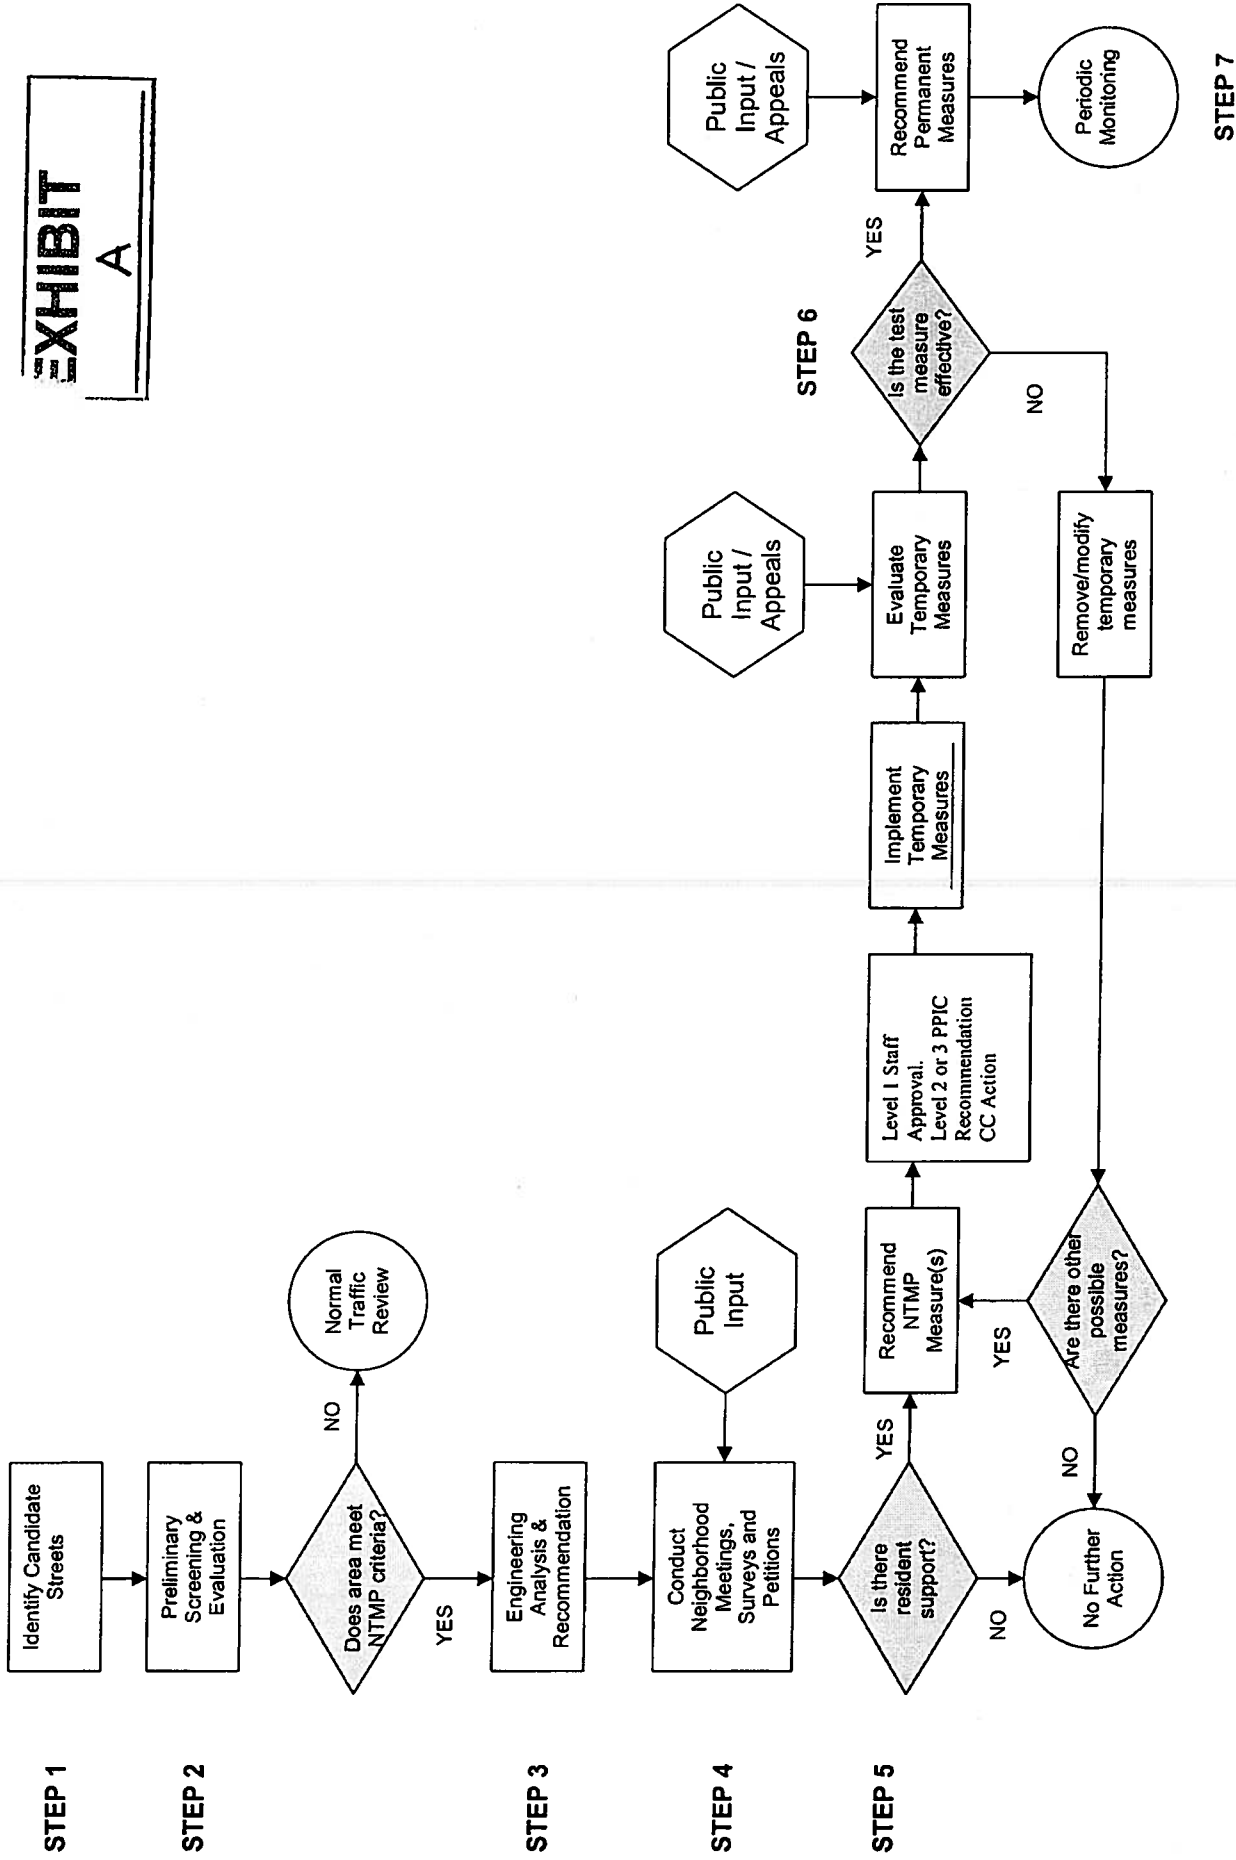 EXHIBIT
A
STEP 1
Identify Candidate
Streets
STEP 2
Preliminary
Screening &
Evaluation
Does area meet
NTMP criteria?
NO
Normal
Traffic
Review
YES
STEP 3
Engineering
Analysis &
Recommendation
STEP 4
Conduct
Neighborhood
Meetings,
Surveys and
Petitions
Public
Input
STEP 5
Is there
resident
support?
YES
NO
No Further
Action
Recommend
NTMP
Measure(s)
Level 1 Staff
Approval.
Level 2 or 3 PPIC
Recommendation
CC Action
Implement
Temporary
Measures
Evaluate
Temporary
Measures
Public
Input /
Appeals
STEP 6
Is the test
measure
effective?
YES
NO
Recommend
Permanent
Measures
Public
Input /
Appeals
Periodic
Monitoring
STEP 7
Remove/modify
temporary
measures
Are there other
possible
measures?
YES
NO